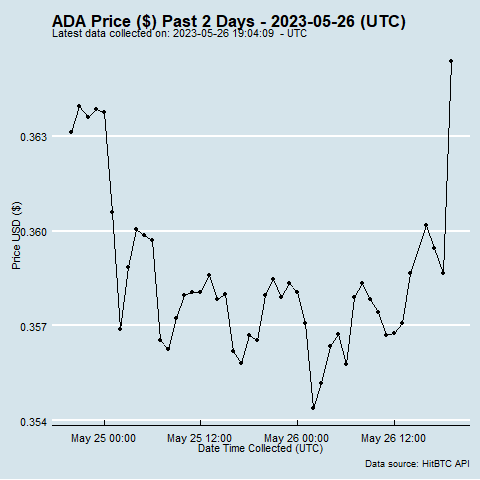 ADA Price ($) Past 2 Days - 2023-05-26 (UTC)
Latest data collected on: 2023-05-26 19:04:09 - UTC
Price USD ($)
0.363
0.360
0.357
0.354
May 25 00:00 May 25 12:00 May 26 00:00 May 26 12:00
Date Time Collected (UTC)
Data source: HitBTC API